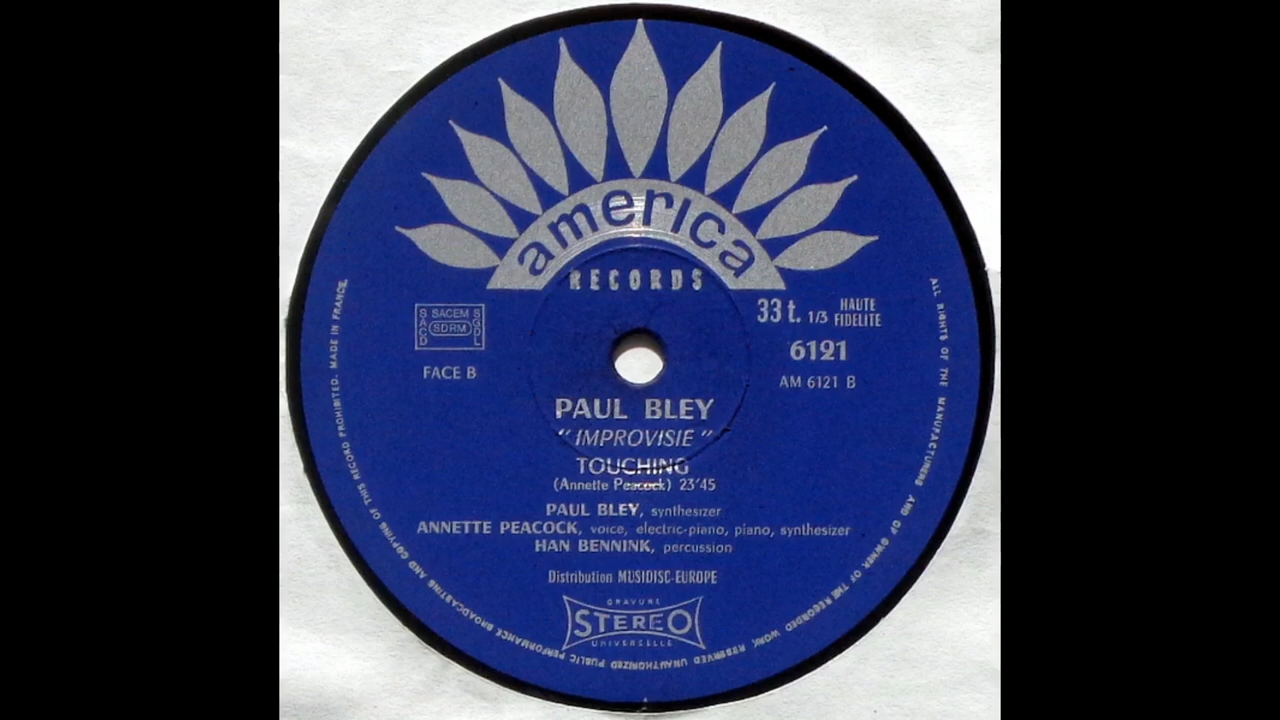 america
RECORDS
SACEM
SACD
SDRM
SGDL
33 t. 1/3 HAUTE FIDELITE
6121
FACE B
AM 6121 B
PAUL BLEY
"IMPROVISIE"
TOUCHING
(Annette Peacock) 23'45
PAUL BLEY, synthesizer
ANNETTE PEACOCK, voice, electric-piano, piano, synthesizer
HAN BENNINK, percussion
Distribution MUSIDISC-EUROPE
GRAVURE
STEREO
UNIVERSELLE
ALL RIGHTS OF THE MANUFACTURERS AND OF OWNER OF THE RECORDED WORK RESERVED UNAUTHORIZED PUBLIC PERFORMANCE BROADCASTING AND COPYING OF THIS RECORD PROHIBITED. MADE IN FRANCE.